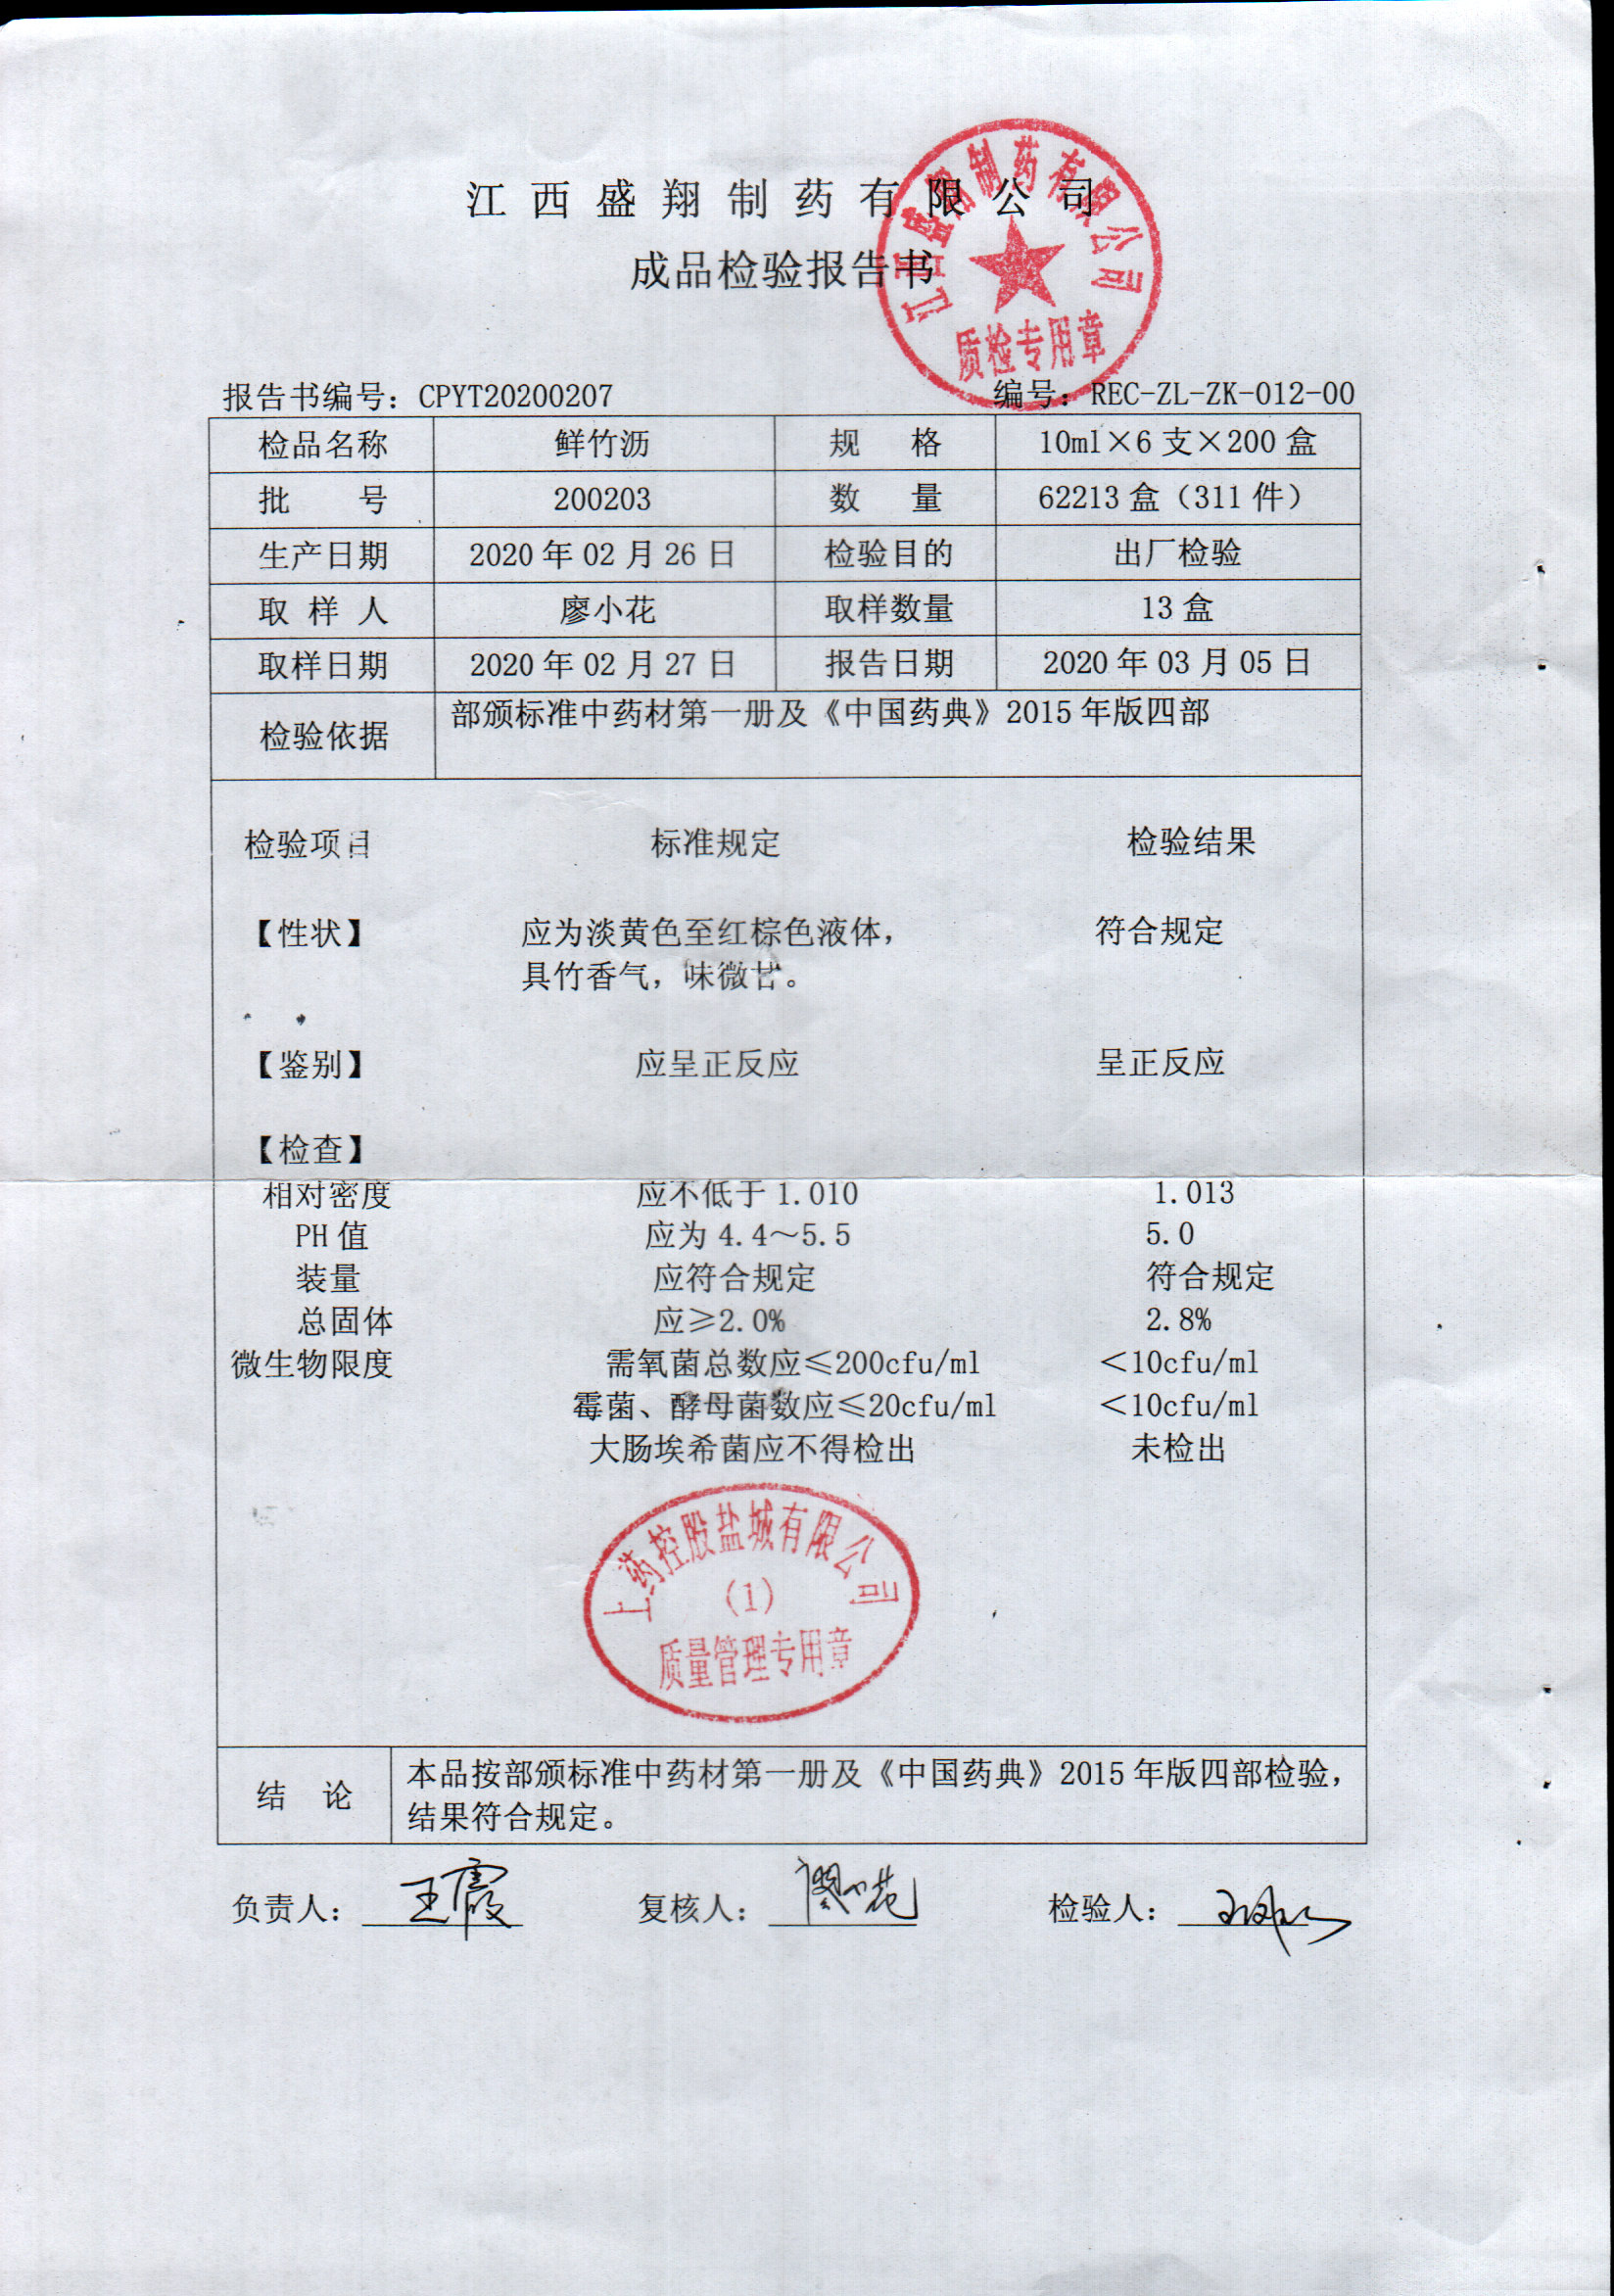 江西盛翔制药有限公司
成品检验报告书
江西盛翔制药有限公司
质检专用章
报告书编号：CPYT20200207 编号：REC-ZL-ZK-012-00
检品名称 鲜竹沥 规 格 10ml×6支×200盒
批 号 200203 数 量 62213盒（311件）
生产日期 2020年02月26日 检验目的 出厂检验
取样人 廖小花 取样数量 13盒
取样日期 2020年02月27日 报告日期 2020年03月05日
检验依据 部颁标准中药材第一册及《中国药典》2015年版四部
检验项目 标准规定 检验结果
【性状】 应为淡黄色至红棕色液体， 符合规定
具竹香气，味微甘。
【鉴别】 应呈正反应 呈正反应
【检查】
相对密度 应不低于1.010 1.013
PH值 应为4.4～5.5 5.0
装量 应符合规定 符合规定
总固体 应≥2.0% 2.8%
微生物限度 需氧菌总数应≤200cfu/ml ＜10cfu/ml
霉菌、酵母菌数应≤20cfu/ml ＜10cfu/ml
大肠埃希菌应不得检出 未检出
上药控股盐城有限公司
（1）
质量管理专用章
结 论 本品按部颁标准中药材第一册及《中国药典》2015年版四部检验，
结果符合规定。
负责人：王霞 复核人： 检验人：